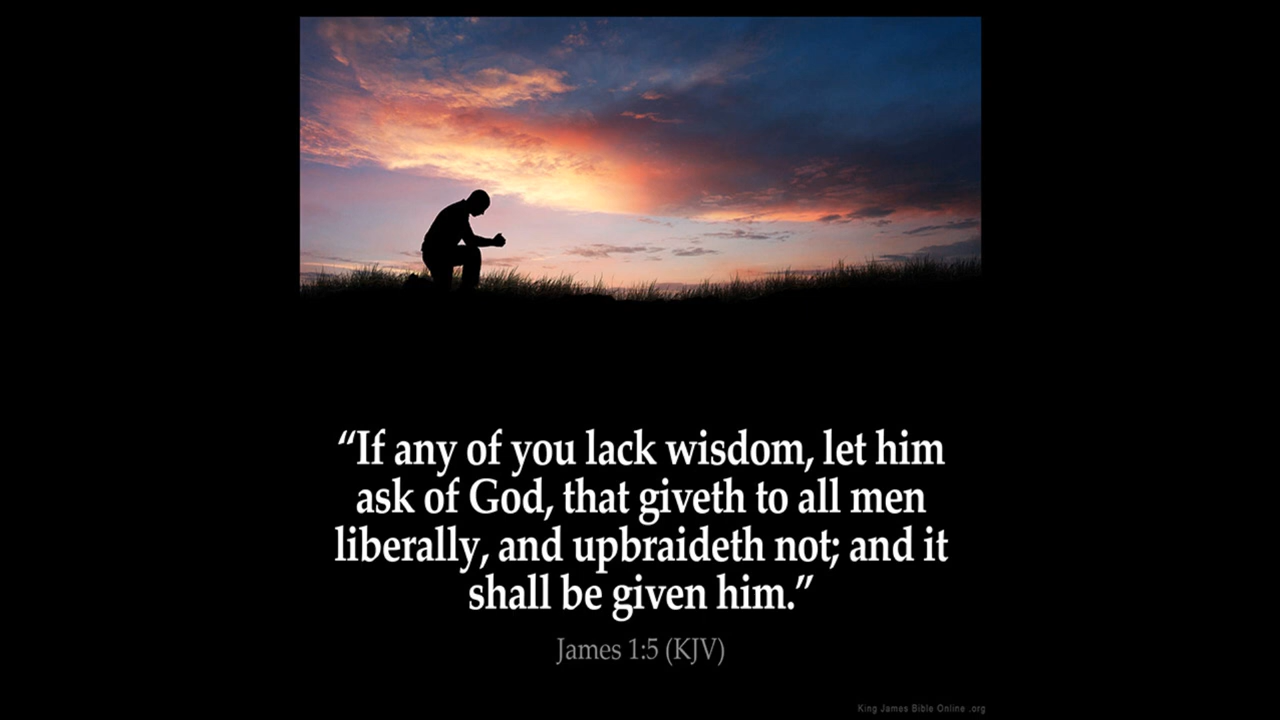 “If any of you lack wisdom, let him
ask of God, that giveth to all men
liberally, and upbraideth not; and it
shall be given him.”
James 1:5 (KJV)
King James Bible Online .org